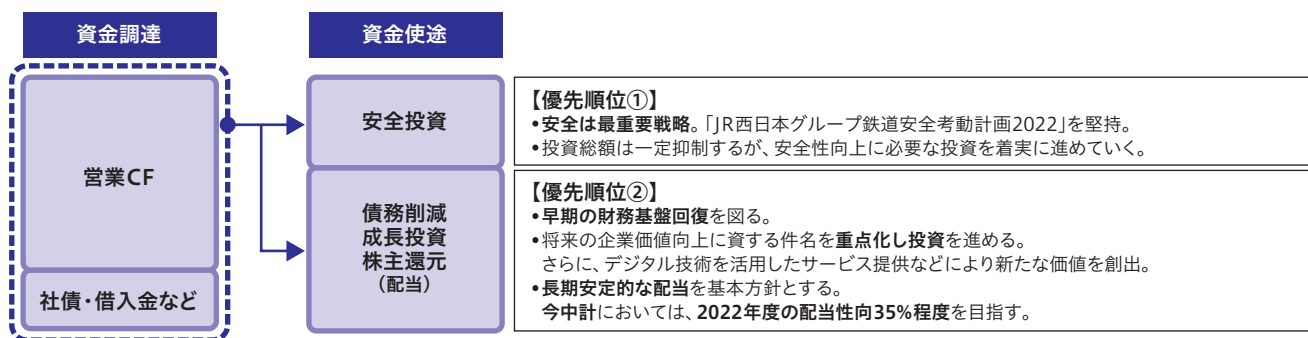 資金調達
資金使途
営業CF
社債・借入金など
安全投資
【優先順位①】
•安全は最重要戦略。「JR西日本グループ鉄道安全考動計画2022」を堅持。
•投資総額は一定抑制するが、安全性向上に必要な投資を着実に進めていく。
債務削減
成長投資
株主還元
（配当）
【優先順位②】
•早期の財務基盤回復を図る。
•将来の企業価値向上に資する件名を重点化し投資を進める。
さらに、デジタル技術を活用したサービス提供などにより新たな価値を創出。
•長期安定的な配当を基本方針とする。
今中計においては、2022年度の配当性向35%程度を目指す。